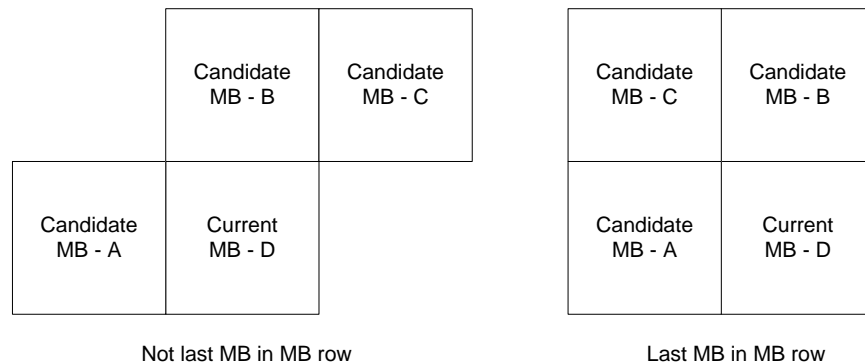 Candidate
MB - B
Candidate
MB - C
Candidate
MB - A
Current
MB - D
Not last MB in MB row
Candidate
MB - C
Candidate
MB - B
Candidate
MB - A
Current
MB - D
Last MB in MB row